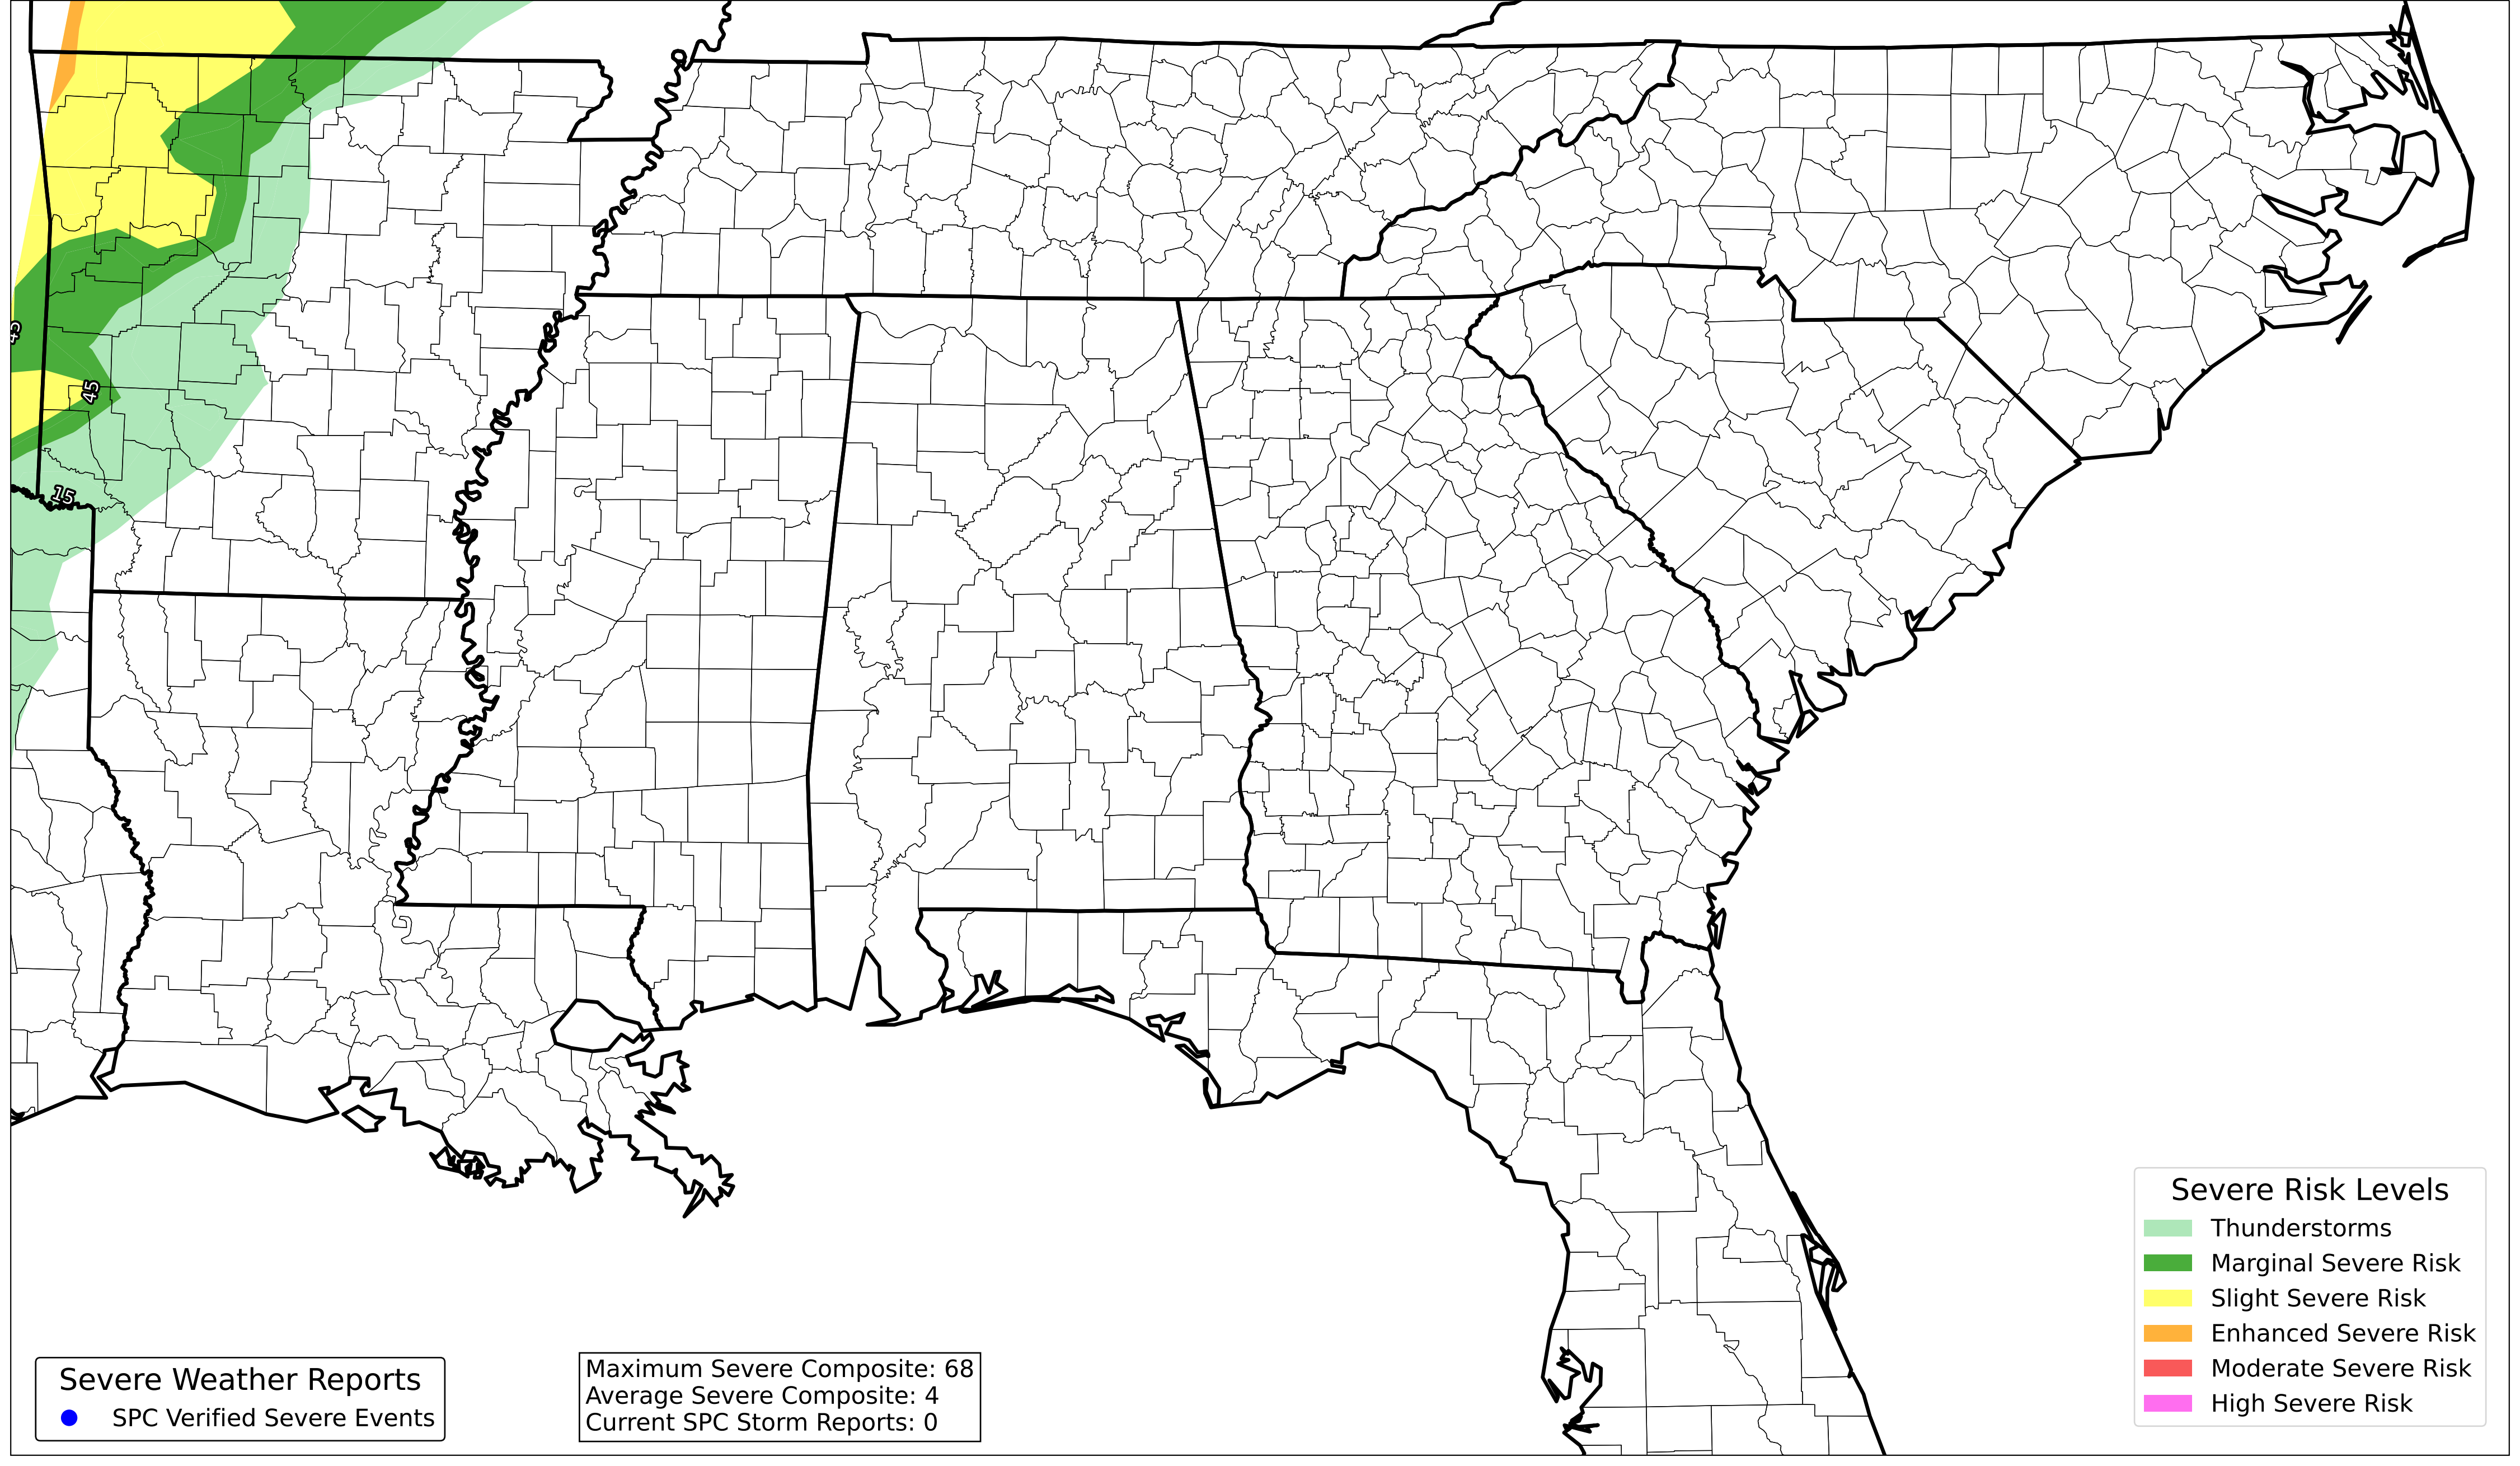 45
45
15
Severe Risk Levels
Thunderstorms
Marginal Severe Risk
Slight Severe Risk
Enhanced Severe Risk
Moderate Severe Risk
High Severe Risk
Severe Weather Reports
SPC Verified Severe Events
Maximum Severe Composite: 68
Average Severe Composite: 4
Current SPC Storm Reports: 0